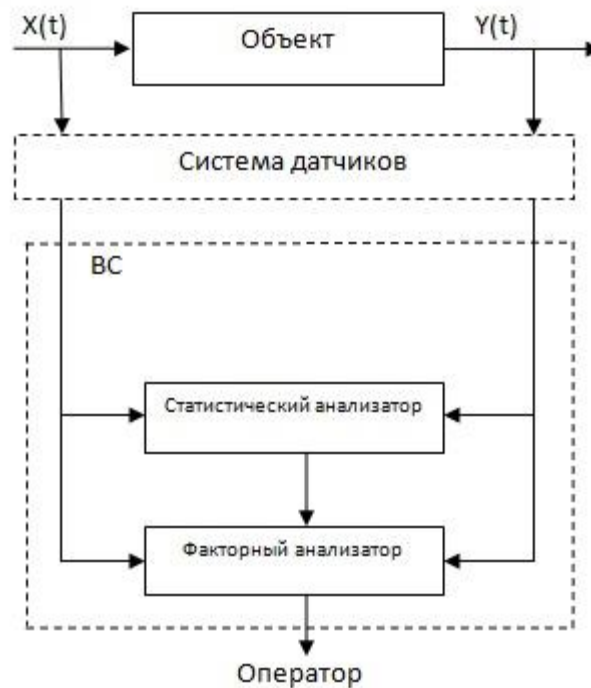 X(t)
Объект
Y(t)
Система датчиков
ВС
Статистический анализатор
Факторный анализатор
Оператор